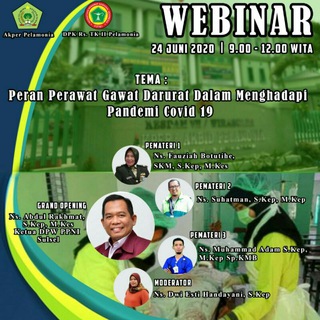 WEBINAR
Akper Pelamonia
DPK Rs. TK II Pelamonia
24 JUNI 2020 | 9.00 - 12.00 WITA
TEMA :
Peran Perawat Gawat Darurat Dalam Menghadapi
Pandemi Covid 19
PEMATERI 1
Ns. Fauziah Botutihe,
SKM, S.Kep, M.Kes
PEMATERI 2
Ns. Suhatman, S.Kep, M.Kep
GRAND OPENING
Ns. Abdul Rakhmat,
S.Kep, M.Kes
Ketua DPW PPNI
Sulsel
PEMATERI 3
Ns. Muhammad Adam S.Kep,
M.Kep Sp.KMB
MODERATOR
Ns. Dwi Esti Handayani, S.Kep